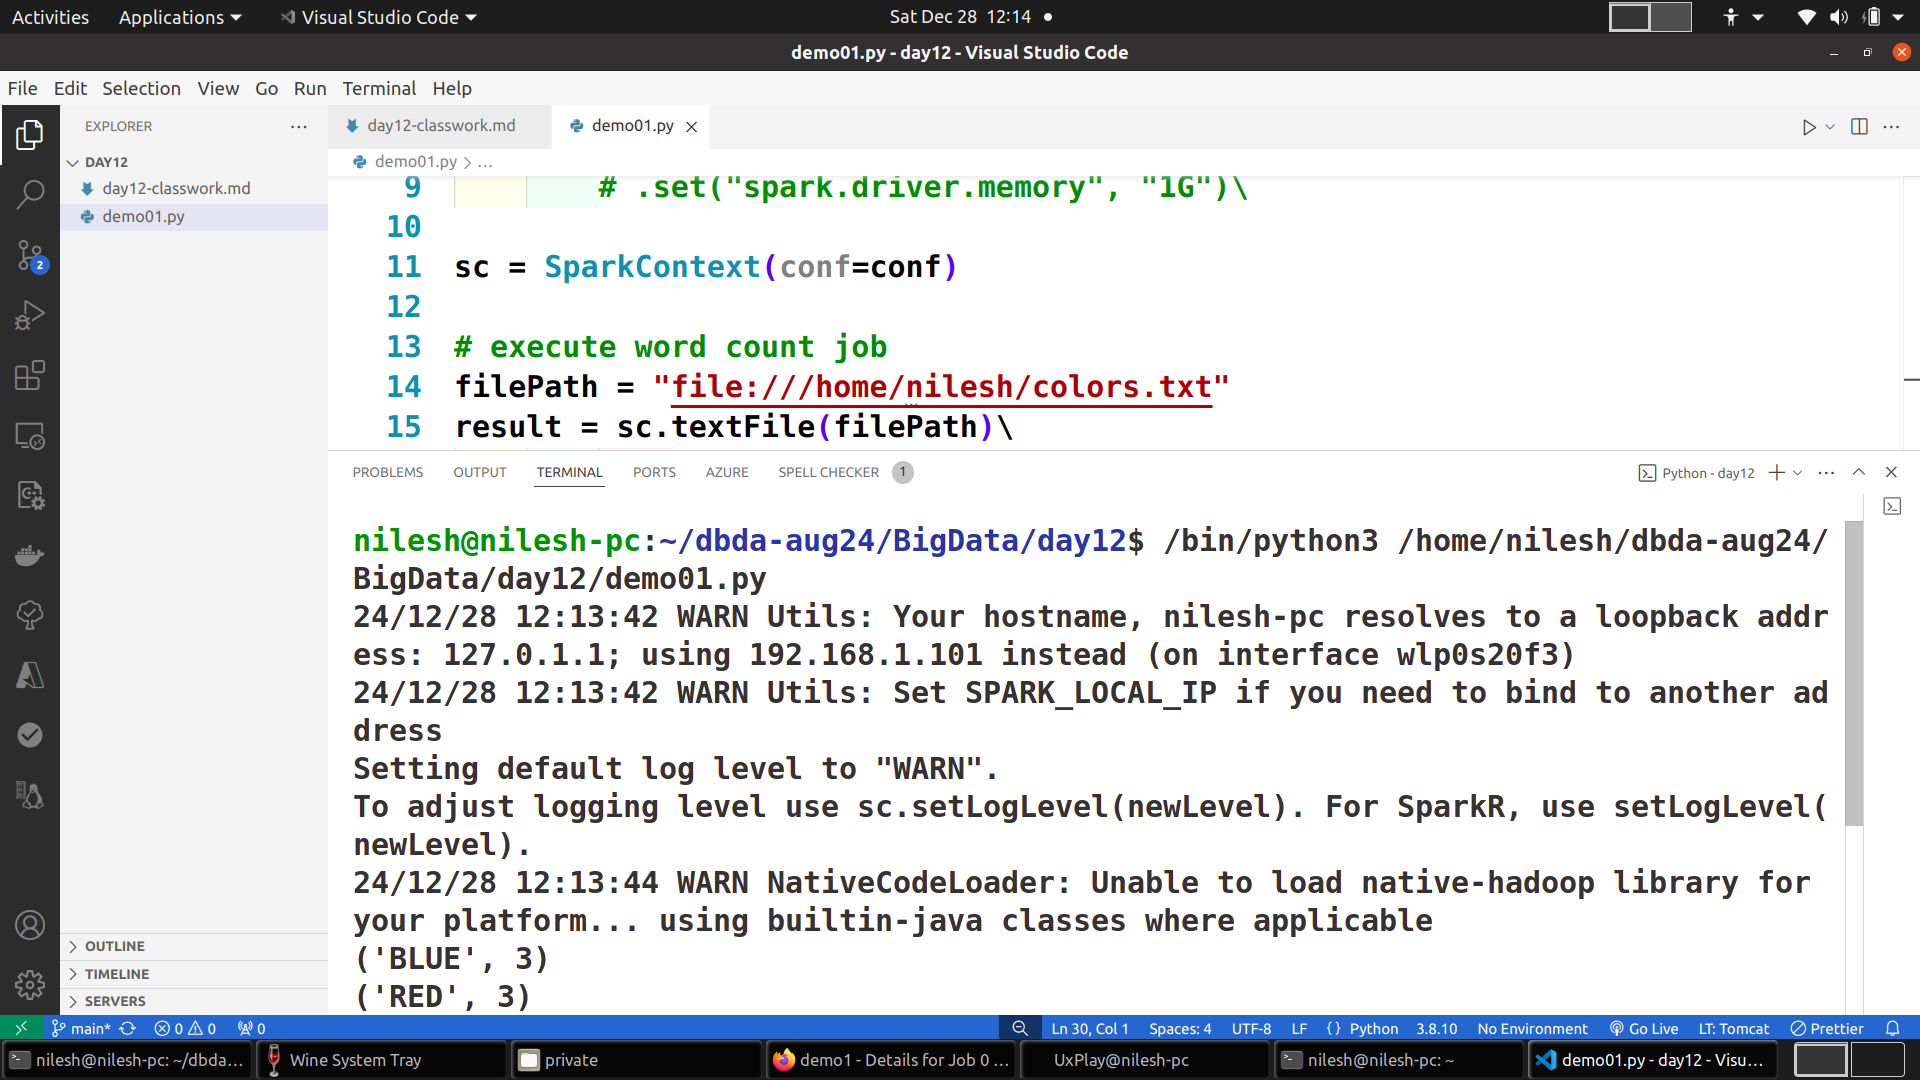 Activities Applications Visual Studio Code Sat Dec 28 12:14
demo01.py - day12 - Visual Studio Code
File Edit Selection View Go Run Terminal Help
EXPLORER
DAY12
day12-classwork.md
demo01.py
2
day12-classwork.md demo01.py
demo01.py > ...
9 # .set("spark.driver.memory", "1G")\
10
11 sc = SparkContext(conf=conf)
12
13 # execute word count job
14 filePath = "file:///home/nilesh/colors.txt"
15 result = sc.textFile(filePath)\
PROBLEMS OUTPUT TERMINAL PORTS AZURE SPELL CHECKER 1 Python - day12
nilesh@nilesh-pc:~/dbda-aug24/BigData/day12$ /bin/python3 /home/nilesh/dbda-aug24/
BigData/day12/demo01.py
24/12/28 12:13:42 WARN Utils: Your hostname, nilesh-pc resolves to a loopback addr
ess: 127.0.1.1; using 192.168.1.101 instead (on interface wlp0s20f3)
24/12/28 12:13:42 WARN Utils: Set SPARK_LOCAL_IP if you need to bind to another ad
dress
Setting default log level to "WARN".
To adjust logging level use sc.setLogLevel(newLevel). For SparkR, use setLogLevel(
newLevel).
24/12/28 12:13:44 WARN NativeCodeLoader: Unable to load native-hadoop library for
your platform... using builtin-java classes where applicable
('BLUE', 3)
('RED', 3)
OUTLINE
TIMELINE
SERVERS
main* 0 0 0 Ln 30, Col 1 Spaces: 4 UTF-8 LF {} Python 3.8.10 No Environment Go Live LT: Tomcat Prettier
nilesh@nilesh-pc: ~/dbda... Wine System Tray private demo1 - Details for Job 0 ... UxPlay@nilesh-pc nilesh@nilesh-pc: ~ demo01.py - day12 - Visu...